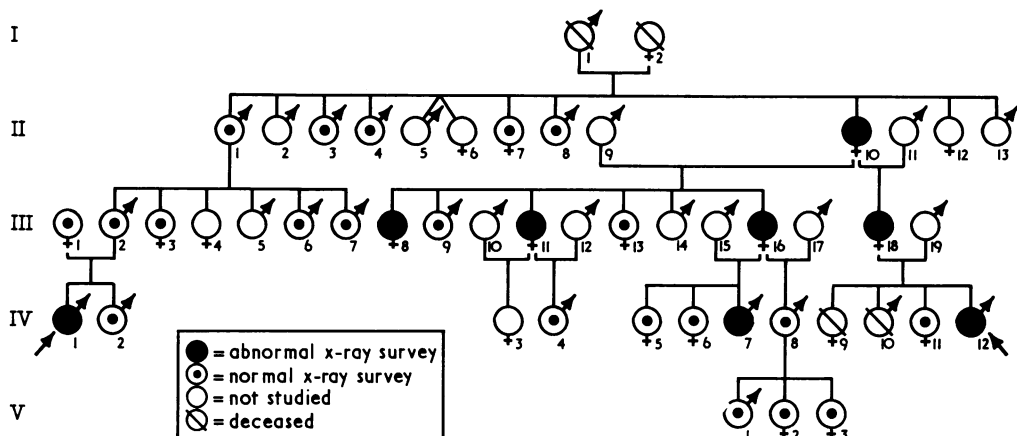 I
1 2
II
1 2 3 4 5 6 7 8 9 10 11 12 13
III
1 2 3 4 5 6 7 8 9 10 11 12 13 14 15 16 17 18 19
IV
1 2 3 4 5 6 7 8 9 10 11 12
V
1 2 3
= abnormal x-ray survey
= normal x-ray survey
= not studied
= deceased